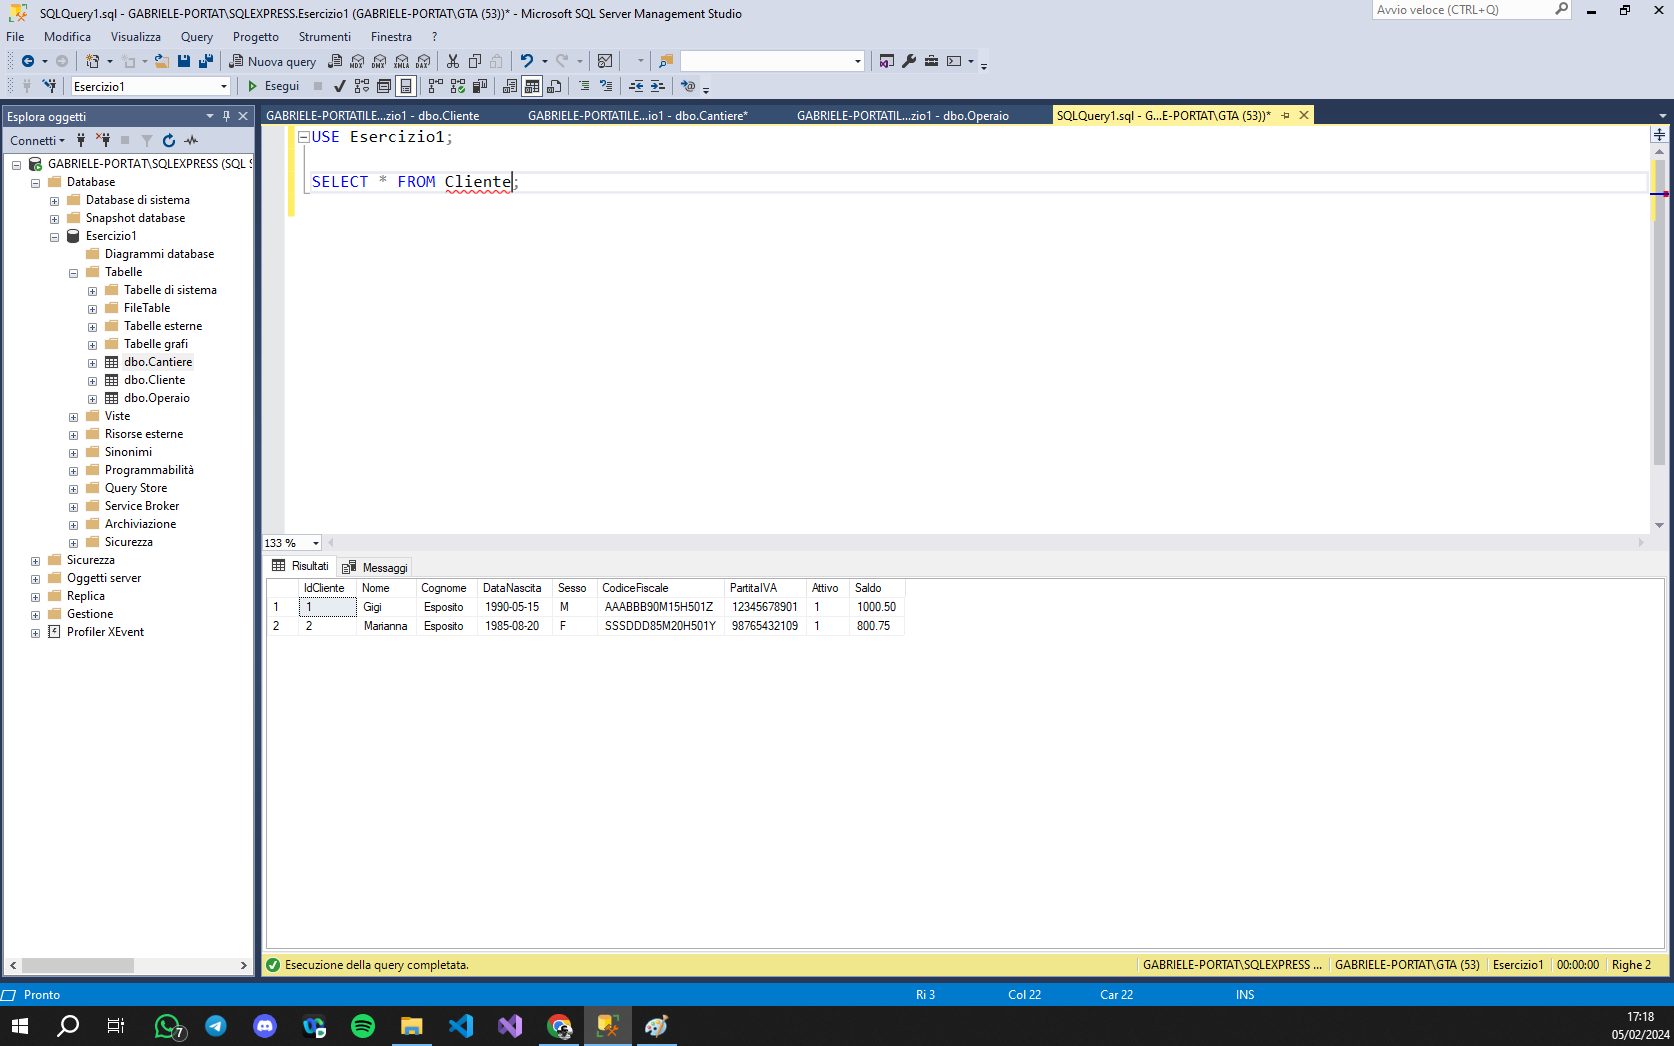 SQLQuery1.sql - GABRIELE-PORTAT\SQLEXPRESS.Esercizio1 (GABRIELE-PORTAT\GTA (53))* - Microsoft SQL Server Management Studio
Avvio veloce (CTRL+Q)
File Modifica Visualizza Query Progetto Strumenti Finestra ?
Nuova query MDX DMX XMLA DAX
Esercizio1 Esegui
Esplora oggetti
Connetti
GABRIELE-PORTAT\SQLEXPRESS (SQL S
Database
Database di sistema
Snapshot database
Esercizio1
Diagrammi database
Tabelle
Tabelle di sistema
FileTable
Tabelle esterne
Tabelle grafi
dbo.Cantiere
dbo.Cliente
dbo.Operaio
Viste
Risorse esterne
Sinonimi
Programmabilità
Query Store
Service Broker
Archiviazione
Sicurezza
Sicurezza
Oggetti server
Replica
Gestione
Profiler XEvent
GABRIELE-PORTATILE...zio1 - dbo.Cliente GABRIELE-PORTATILE...io1 - dbo.Cantiere* GABRIELE-PORTATIL...zio1 - dbo.Operaio SQLQuery1.sql - G...E-PORTAT\GTA (53))*
USE Esercizio1;
SELECT * FROM Cliente;
133 %
Risultati Messaggi
IdCliente Nome Cognome DataNascita Sesso CodiceFiscale PartitaIVA Attivo Saldo
1 1 Gigi Esposito 1990-05-15 M AAABBB90M15H501Z 12345678901 1 1000.50
2 2 Marianna Esposito 1985-08-20 F SSSDDD85M20H501Y 98765432109 1 800.75
Esecuzione della query completata. GABRIELE-PORTAT\SQLEXPRESS ... GABRIELE-PORTAT\GTA (53) Esercizio1 00:00:00 Righe 2
Pronto Ri 3 Col 22 Car 22 INS
7
17:18
05/02/2024